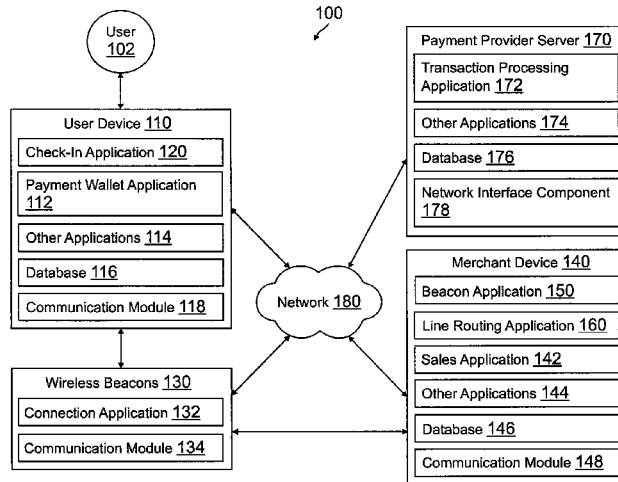 100
User
102
User Device 110
Check-In Application 120
Payment Wallet Application
112
Other Applications 114
Database 116
Communication Module 118
Wireless Beacons 130
Connection Application 132
Communication Module 134
Network 180
Payment Provider Server 170
Transaction Processing
Application 172
Other Applications 174
Database 176
Network Interface Component
178
Merchant Device 140
Beacon Application 150
Line Routing Application 160
Sales Application 142
Other Applications 144
Database 146
Communication Module 148